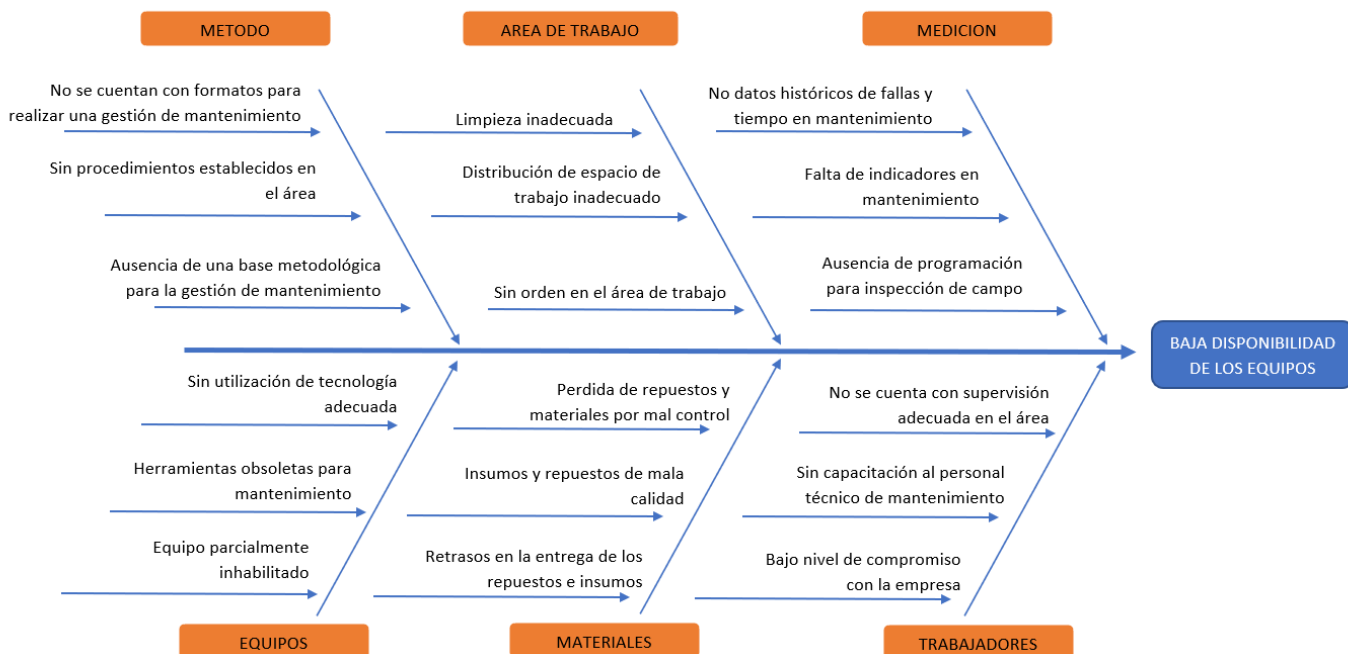 METODO
AREA DE TRABAJO
MEDICION
No se cuentan con formatos para
realizar una gestión de mantenimiento
Sin procedimientos establecidos en
el área
Ausencia de una base metodológica
para la gestión de mantenimiento
Limpieza inadecuada
Distribución de espacio de
trabajo inadecuado
Sin orden en el área de trabajo
No datos históricos de fallas y
tiempo en mantenimiento
Falta de indicadores en
mantenimiento
Ausencia de programación
para inspección de campo
BAJA DISPONIBILIDAD
DE LOS EQUIPOS
Sin utilización de tecnología
adecuada
Herramientas obsoletas para
mantenimiento
Equipo parcialmente
inhabilitado
Perdida de repuestos y
materiales por mal control
Insumos y repuestos de mala
calidad
Retrasos en la entrega de los
repuestos e insumos
No se cuenta con supervisión
adecuada en el área
Sin capacitación al personal
técnico de mantenimiento
Bajo nivel de compromiso
con la empresa
EQUIPOS
MATERIALES
TRABAJADORES